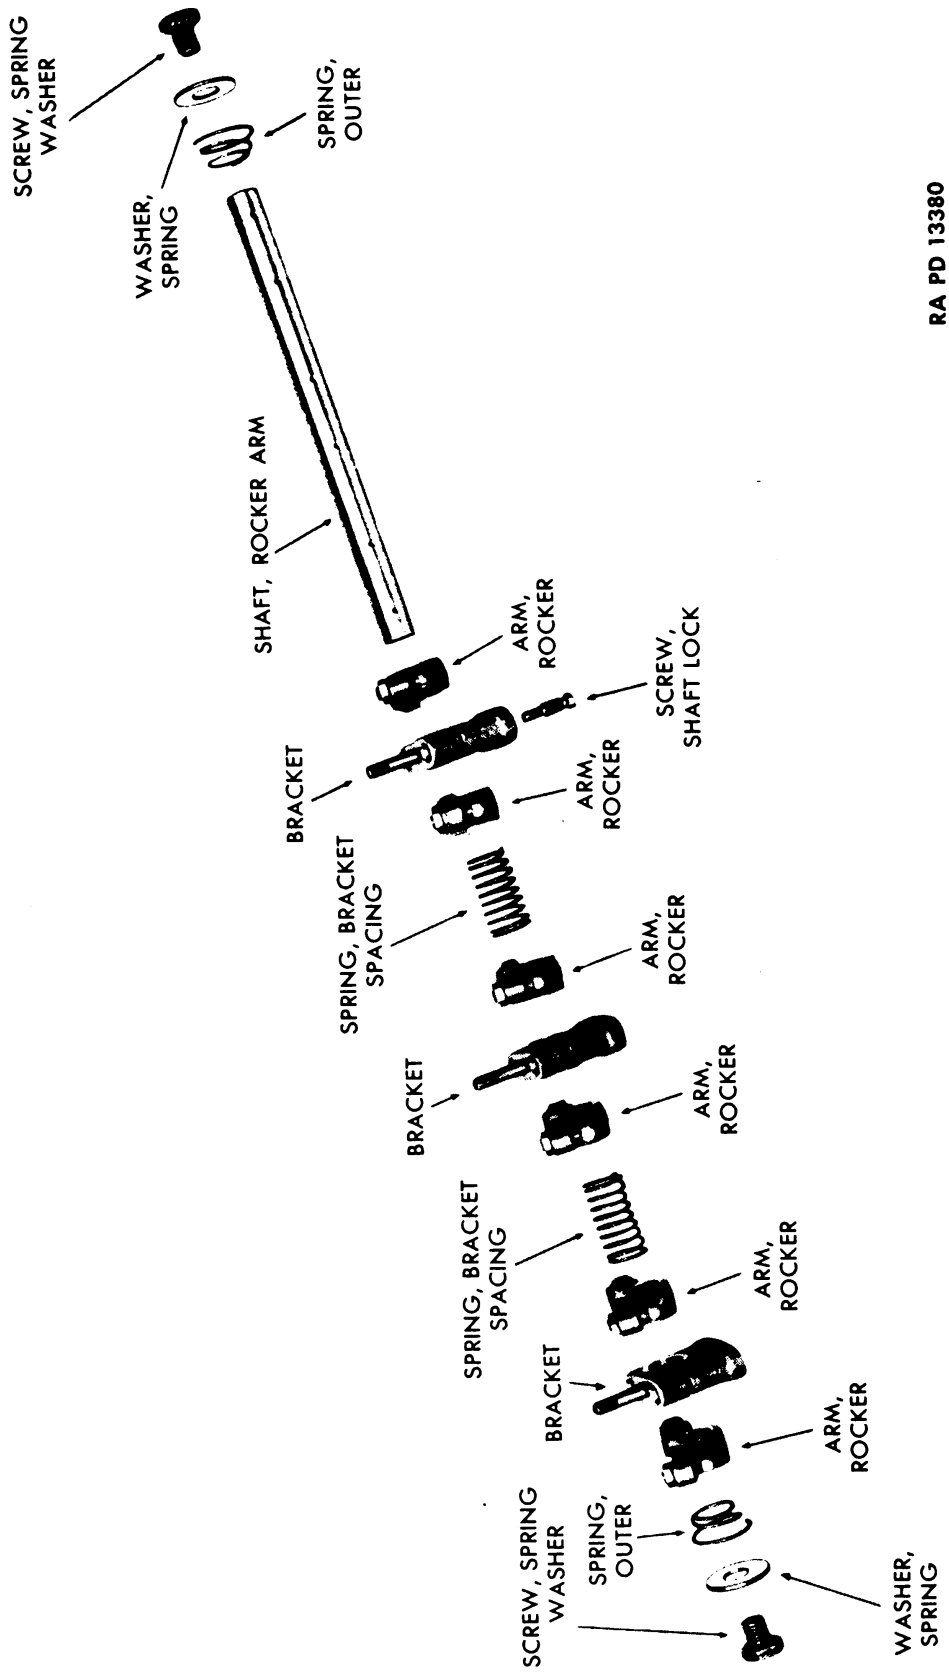 SCREW, SPRING
WASHER
WASHER,
SPRING
SPRING,
OUTER
SHAFT, ROCKER ARM
ARM,
ROCKER
SCREW,
SHAFT LOCK
BRACKET
ARM,
ROCKER
SPRING, BRACKET
SPACING
ARM,
ROCKER
BRACKET
ARM,
ROCKER
SPRING, BRACKET
SPACING
ARM,
ROCKER
BRACKET
ARM,
ROCKER
SPRING,
OUTER
SCREW, SPRING
WASHER
WASHER,
SPRING
RA PD 13380